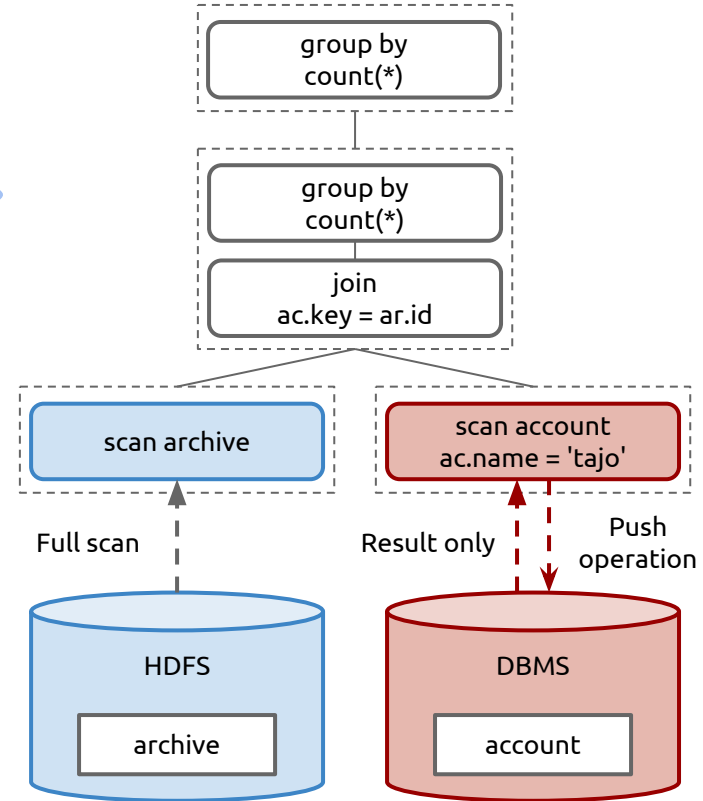 group by
count(*)
group by
count(*)
join
ac.key = ar.id
scan archive
scan account
ac.name = 'tajo'
Full scan
Result only
Push
operation
HDFS
DBMS
archive
account